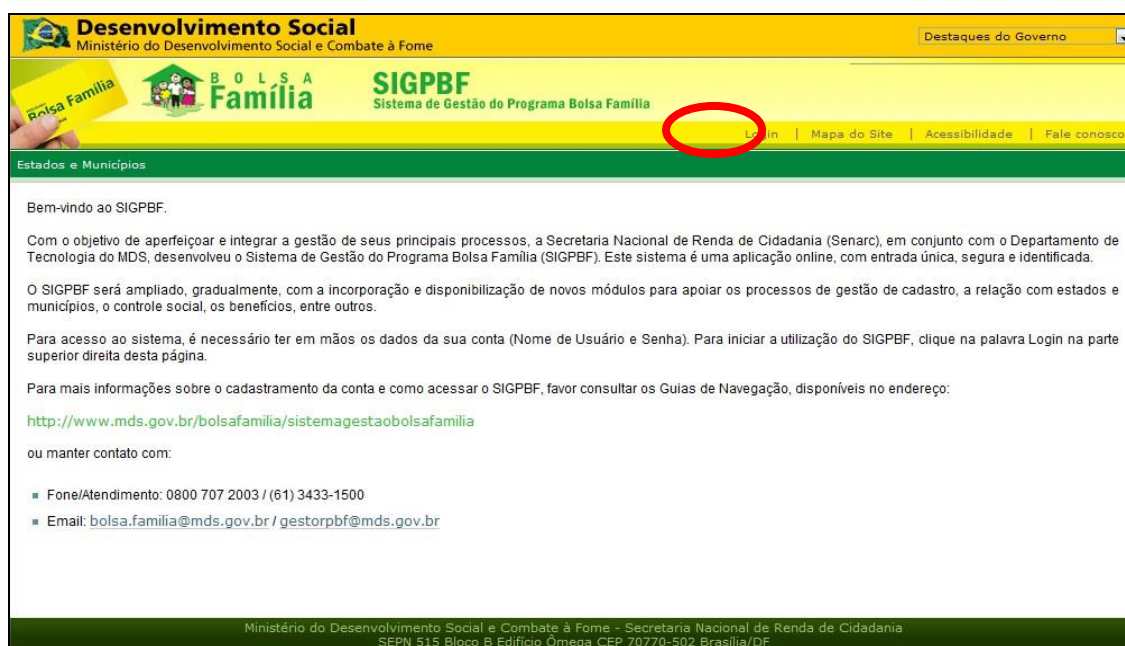 Desenvolvimento Social
Ministério do Desenvolvimento Social e Combate à Fome
Destaques do Governo
Bolsa Família
BOLSA
Família
SIGPBF
Sistema de Gestão do Programa Bolsa Família
Login | Mapa do Site | Acessibilidade | Fale conosco
Estados e Municípios
Bem-vindo ao SIGPBF.
Com o objetivo de aperfeiçoar e integrar a gestão de seus principais processos, a Secretaria Nacional de Renda de Cidadania (Senarc), em conjunto com o Departamento de
Tecnologia do MDS, desenvolveu o Sistema de Gestão do Programa Bolsa Família (SIGPBF). Este sistema é uma aplicação online, com entrada única, segura e identificada.
O SIGPBF será ampliado, gradualmente, com a incorporação e disponibilização de novos módulos para apoiar os processos de gestão de cadastro, a relação com estados e
municípios, o controle social, os benefícios, entre outros.
Para acesso ao sistema, é necessário ter em mãos os dados da sua conta (Nome de Usuário e Senha). Para iniciar a utilização do SIGPBF, clique na palavra Login na parte
superior direita desta página.
Para mais informações sobre o cadastramento da conta e como acessar o SIGPBF, favor consultar os Guias de Navegação, disponíveis no endereço:
http://www.mds.gov.br/bolsafamilia/sistemagestaobolsafamilia
ou manter contato com:
Fone/Atendimento: 0800 707 2003 / (61) 3433-1500
Email: bolsa.familia@mds.gov.br / gestorpbf@mds.gov.br
Ministério do Desenvolvimento Social e Combate à Fome - Secretaria Nacional de Renda de Cidadania
SEPN 515 Bloco B Edifício Ômega CEP 70770-502 Brasília/DF